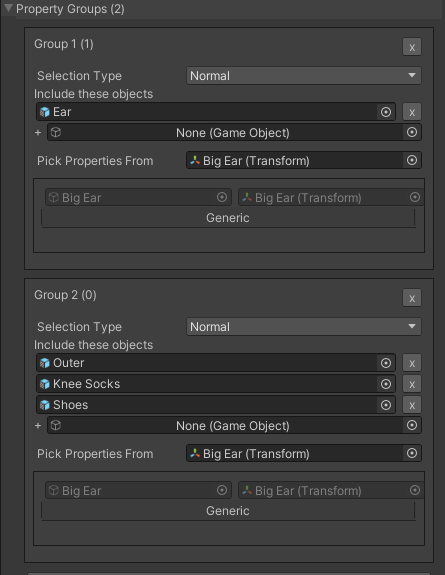 Property Groups (2)
Group 1 (1)
x
Selection Type Normal
Include these objects
Ear x
+ None (Game Object)
Pick Properties From Big Ear (Transform)
Big Ear Big Ear (Transform)
Generic
Group 2 (0)
x
Selection Type Normal
Include these objects
Outer x
Knee Socks x
Shoes x
+ None (Game Object)
Pick Properties From Big Ear (Transform)
Big Ear Big Ear (Transform)
Generic